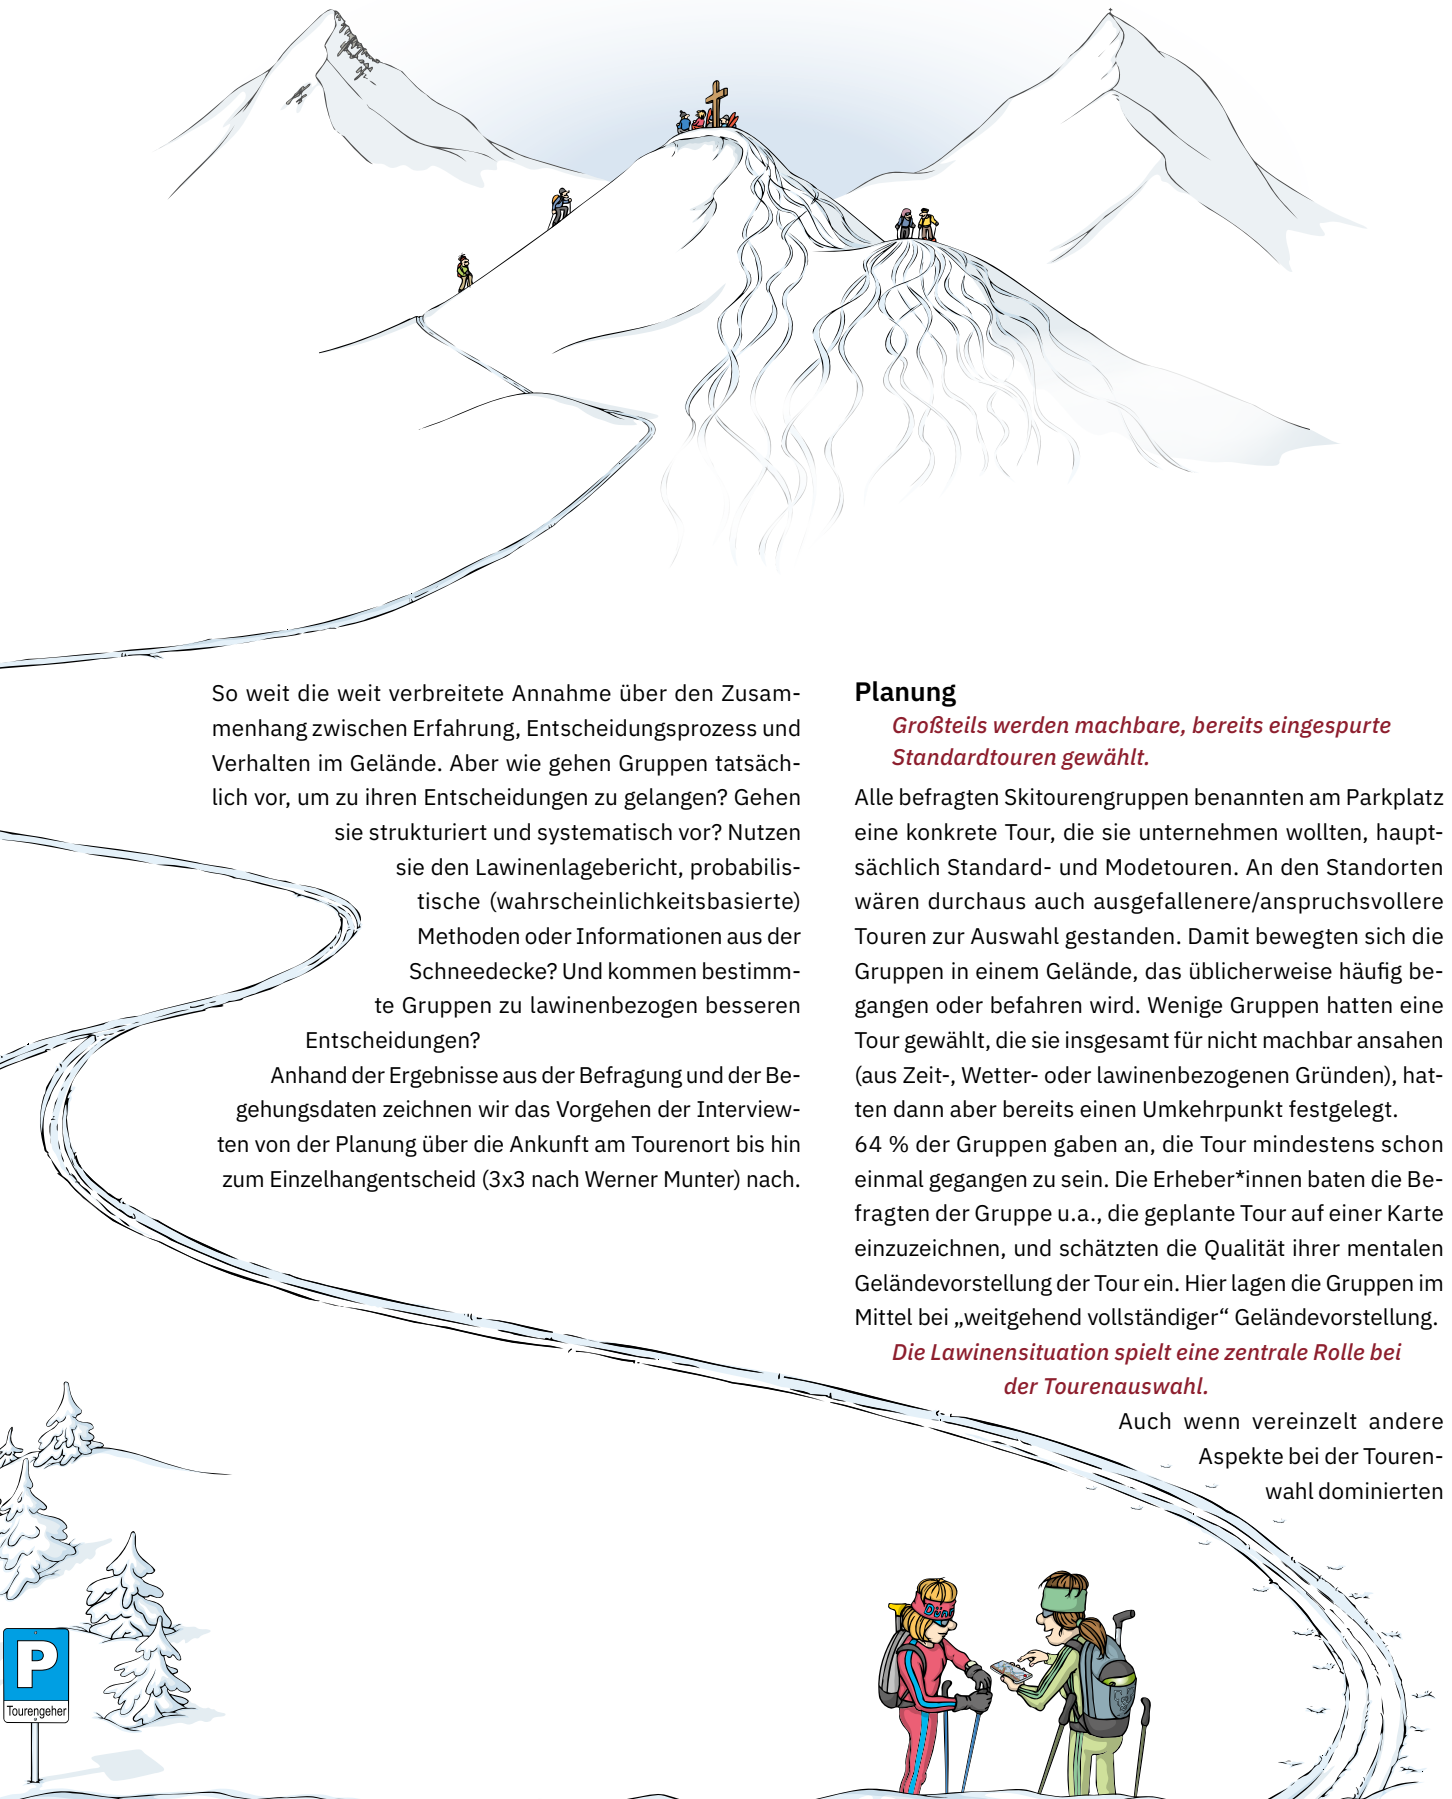 So weit die weit verbreitete Annahme über den Zusam-
menhang zwischen Erfahrung, Entscheidungsprozess und
Verhalten im Gelände. Aber wie gehen Gruppen tatsäch-
lich vor, um zu ihren Entscheidungen zu gelangen? Gehen
sie strukturiert und systematisch vor? Nutzen
sie den Lawinenlagebericht, probabilis-
tische (wahrscheinlichkeitsbasierte)
Methoden oder Informationen aus der
Schneedecke? Und kommen bestimm-
te Gruppen zu lawinenbezogen besseren
Entscheidungen?
Anhand der Ergebnisse aus der Befragung und der Be-
gehungsdaten zeichnen wir das Vorgehen der Interview-
ten von der Planung über die Ankunft am Tourenort bis hin
zum Einzelhangentscheid (3x3 nach Werner Munter) nach.
Planung
Großteils werden machbare, bereits eingespurte
Standardtouren gewählt.
Alle befragten Skitourengruppen benannten am Parkplatz
eine konkrete Tour, die sie unternehmen wollten, haupt-
sächlich Standard- und Modetouren. An den Standorten
wären durchaus auch ausgefallenere/anspruchsvollere
Touren zur Auswahl gestanden. Damit bewegten sich die
Gruppen in einem Gelände, das üblicherweise häufig be-
gangen oder befahren wird. Wenige Gruppen hatten eine
Tour gewählt, die sie insgesamt für nicht machbar ansahen
(aus Zeit-, Wetter- oder lawinenbezogenen Gründen), hat-
ten dann aber bereits einen Umkehrpunkt festgelegt.
64 % der Gruppen gaben an, die Tour mindestens schon
einmal gegangen zu sein. Die Erheber*innen baten die Be-
fragten der Gruppe u.a., die geplante Tour auf einer Karte
einzuzeichnen, und schätzten die Qualität ihrer mentalen
Geländevorstellung der Tour ein. Hier lagen die Gruppen im
Mittel bei „weitgehend vollständiger“ Geländevorstellung.
Die Lawinensituation spielt eine zentrale Rolle bei
der Tourenauswahl.
Auch wenn vereinzelt andere
Aspekte bei der Touren-
wahl dominierten
P
Tourengeher